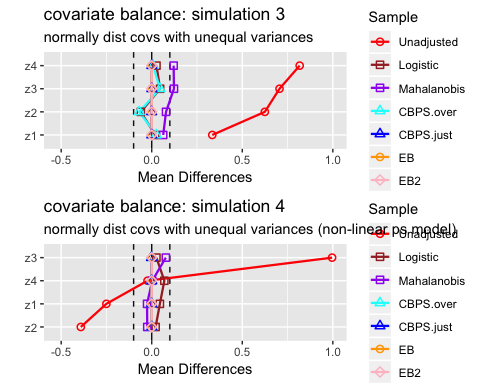 covariate balance: simulation 3
normally dist covs with unequal variances
z4
z3
z2
z1
-0.5 0.0 0.5 1.0
Mean Differences
Sample
Unadjusted
Logistic
Mahalanobis
CBPS.over
CBPS.just
EB
EB2
covariate balance: simulation 4
normally dist covs with unequal variances (non-linear ps model)
z3
z4
z1
z2
-0.5 0.0 0.5 1.0
Mean Differences
Sample
Unadjusted
Logistic
Mahalanobis
CBPS.over
CBPS.just
EB
EB2